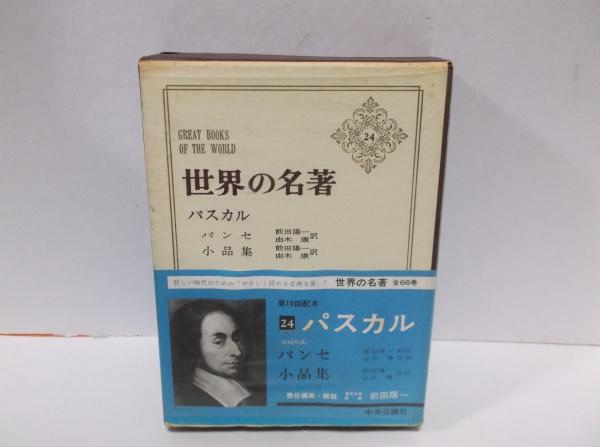 GREAT BOOKS
OF THE WORLD
24
世界の名著
パスカル
パンセ 前田陽一 由木康 訳
小品集 前田陽一 由木康 訳
新しい時代のための「やさしく読める古典全集」!
世界の名著 全66巻
第10回配本
24 パスカル
パンセ
小品集
責任編集・解説 前田陽一
中央公論社